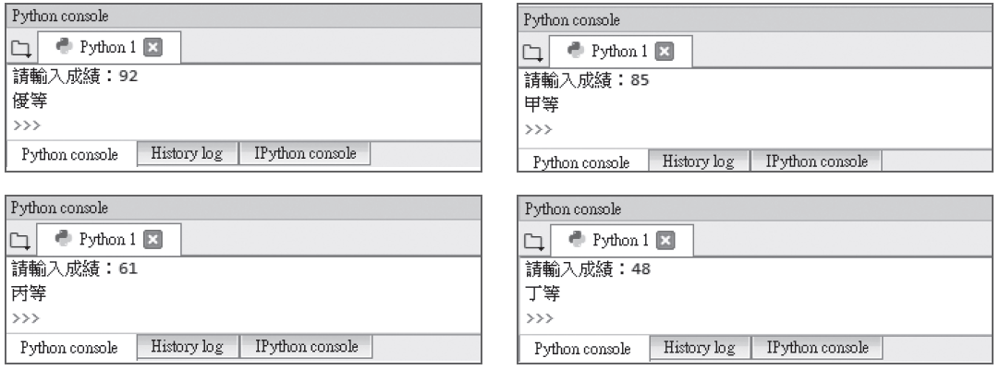 Python console
Python 1
請輸入成績：92
優等
>>>
Python console History log IPython console
Python console
Python 1
請輸入成績：85
甲等
>>>
Python console History log IPython console
Python console
Python 1
請輸入成績：61
丙等
>>>
Python console History log IPython console
Python console
Python 1
請輸入成績：48
丁等
>>>
Python console History log IPython console